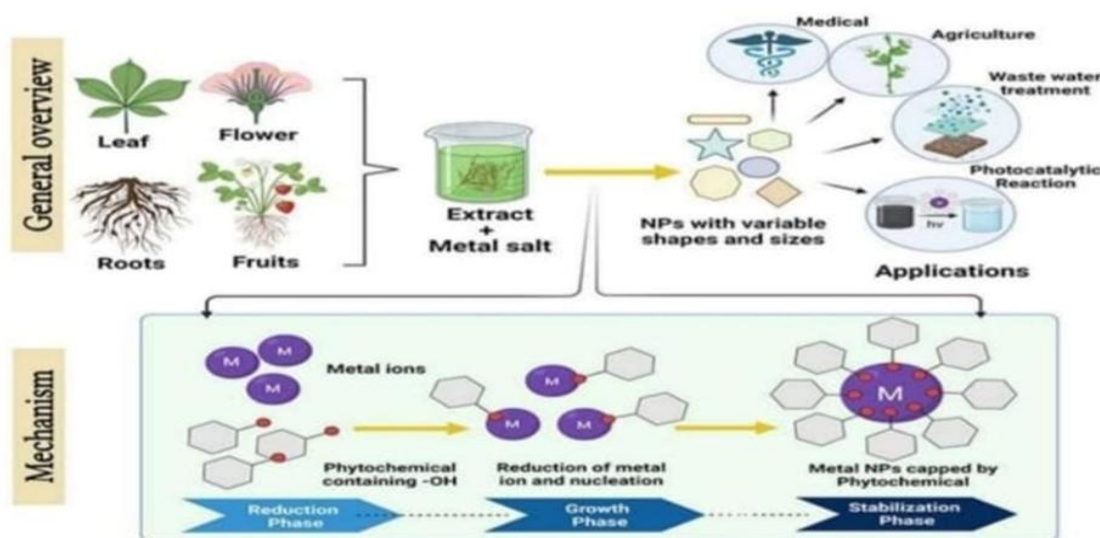 General overview
Leaf
Flower
Roots
Fruits
Extract
+
Metal salt
NPs with variable
shapes and sizes
Medical
Agriculture
Waste water
treatment
Photocatalytic
Reaction
hv
Applications
Mechanism
M
M
M
Metal ions
Phytochemical
containing -OH
M
M
M
Reduction of metal
ion and nucleation
M
Metal NPs capped by
Phytochemical
Reduction
Phase
Growth
Phase
Stabilization
Phase